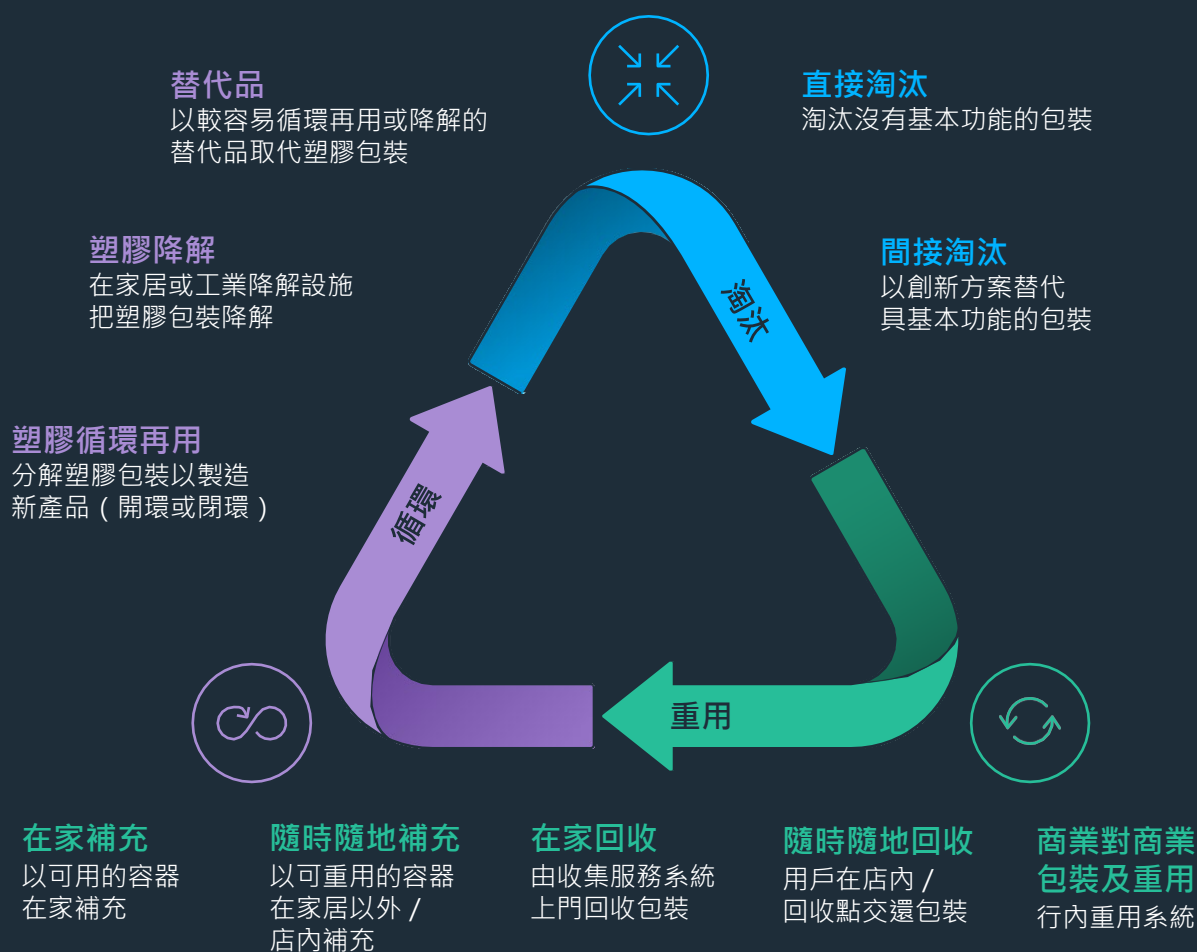 替代品
以較容易循環再用或降解的
替代品取代塑膠包裝
直接淘汰
淘汰沒有基本功能的包裝
塑膠降解
在家居或工業降解設施
把塑膠包裝降解
間接淘汰
以創新方案替代
具基本功能的包裝
淘汰
塑膠循環再用
分解塑膠包裝以製造
新產品 ( 開環或閉環 )
循環
重用
在家補充
以可用的容器
在家補充
隨時隨地補充
以可重用的容器
在家居以外 /
店內補充
在家回收
由收集服務系統
上門回收包裝
隨時隨地回收
用戶在店內 /
回收點交還包裝
商業對商業
包裝及重用
行內重用系統